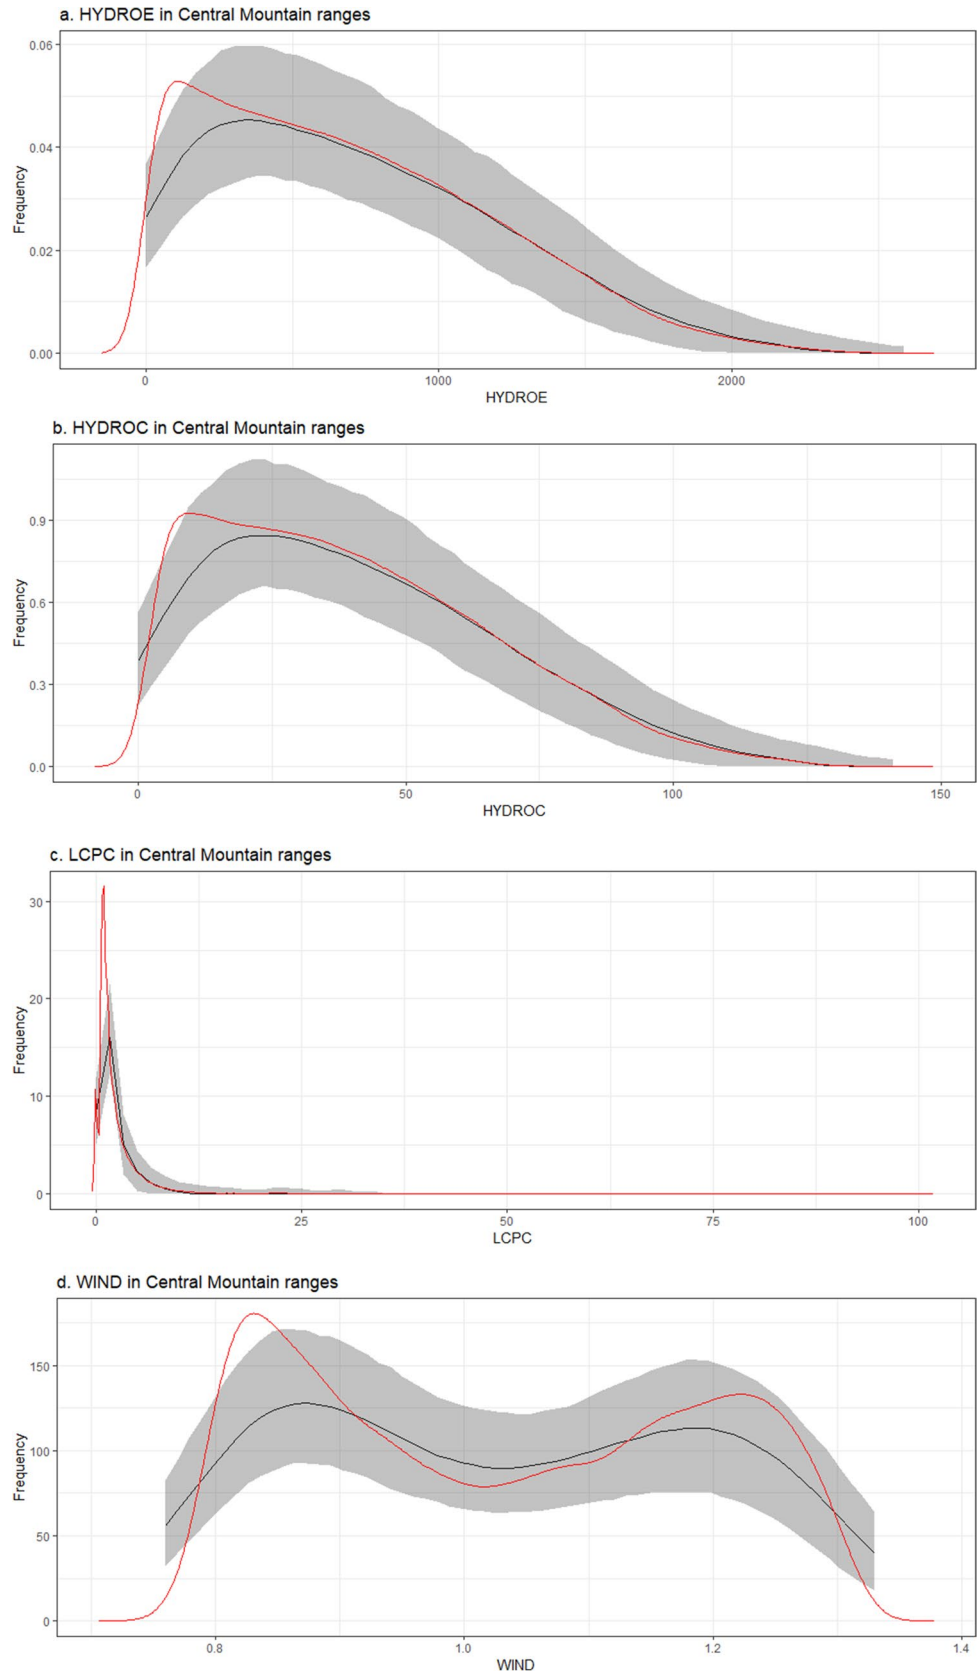 a. HYDROE in Central Mountain ranges
0.06
0.04
0.02
0.00
Frequency
0
1000
2000
HYDROE
b. HYDROC in Central Mountain ranges
0.9
0.6
0.3
0.0
Frequency
0
50
100
150
HYDROC
c. LCPC in Central Mountain ranges
30
20
10
0
Frequency
0
25
50
75
100
LCPC
d. WIND in Central Mountain ranges
150
100
50
0
Frequency
0.8
1.0
1.2
1.4
WIND